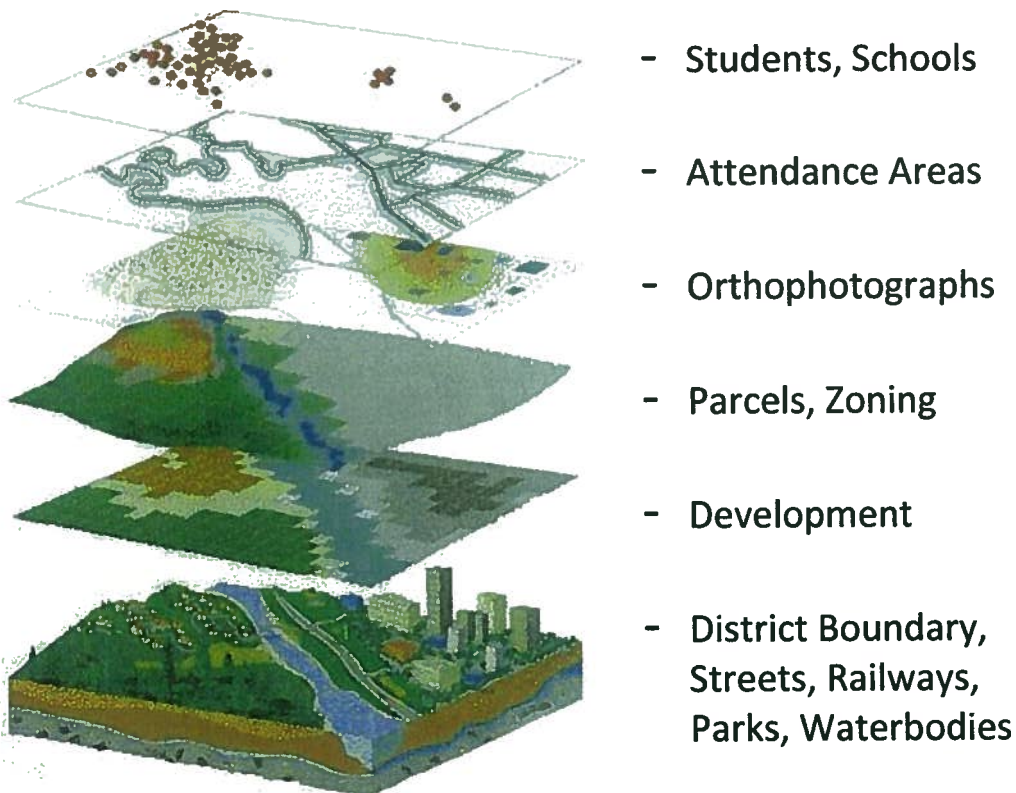 - Students, Schools
- Attendance Areas
- Orthophotographs
- Parcels, Zoning
- Development
- District Boundary,
Streets, Railways,
Parks, Waterbodies